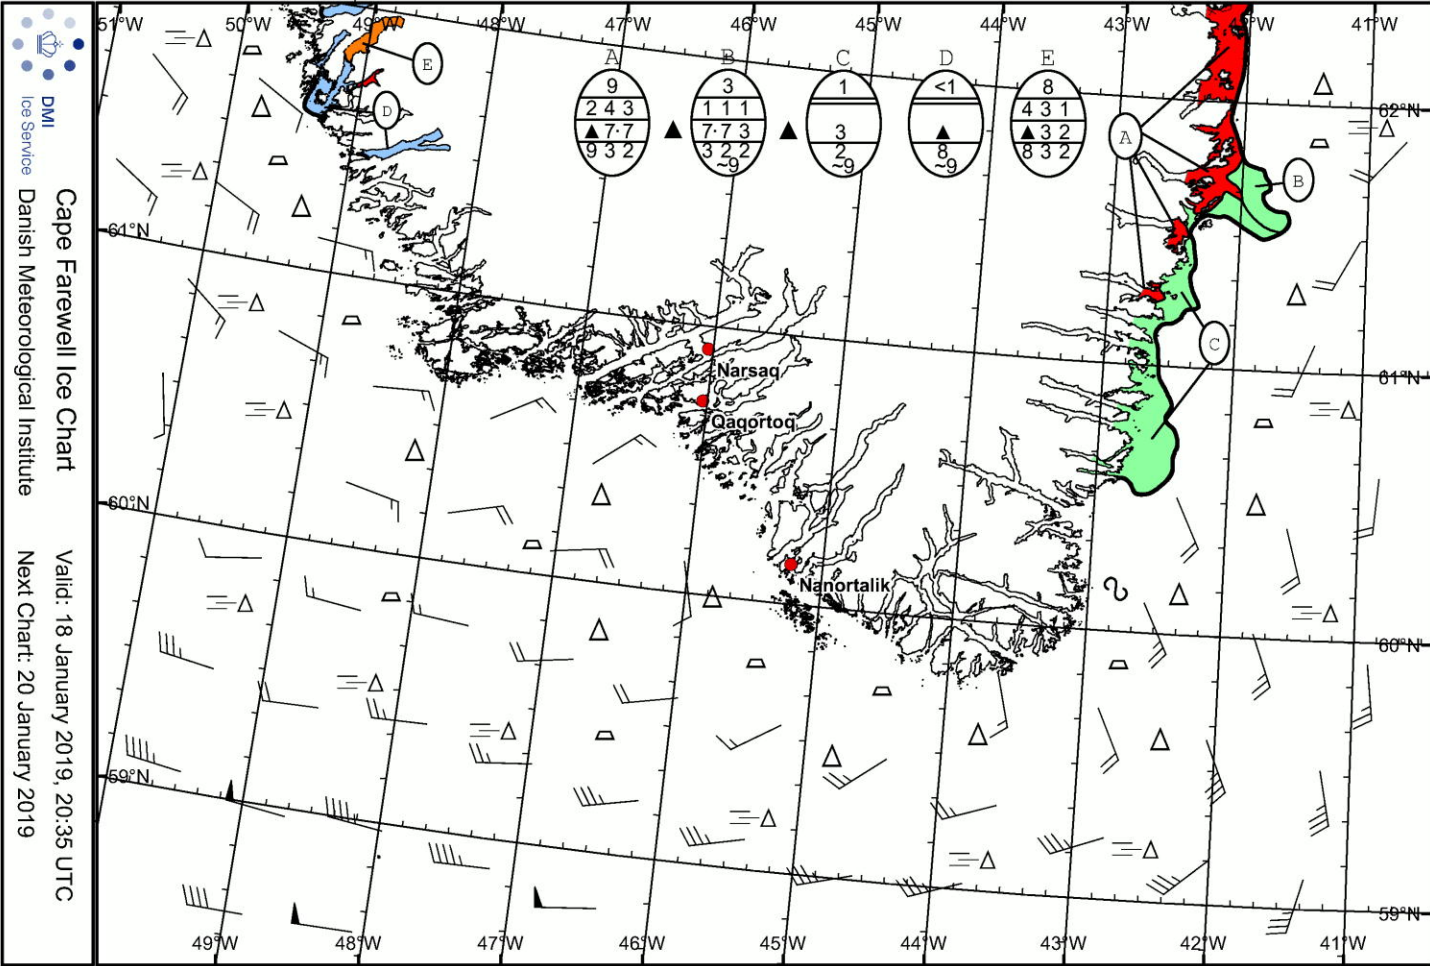 DMI
Ice Service
Cape Farewell Ice Chart
Danish Meteorological Institute
Valid: 18 January 2019, 20:35 UTC
Next Chart: 20 January 2019
51°W 50°W 49°W 48°W 47°W 46°W 45°W 44°W 43°W 42°W 41°W
A B C D E
9 3 1 <1 8
2 4 3 1 1 1 4 3 1
▲ 7· 7 ▲ 7· 7 3 ▲ 3 ▲ ▲ 3 2
9 3 2 3 2 2 2 8 8 3 2
~9 ~9 ~9
E
D
A
B
C
62°N
61°N
61°N
60°N
60°N
59°N
59°N
Narsaq
Qaqortoq
Nanortalik
49°W 48°W 47°W 46°W 45°W 44°W 43°W 42°W 41°W